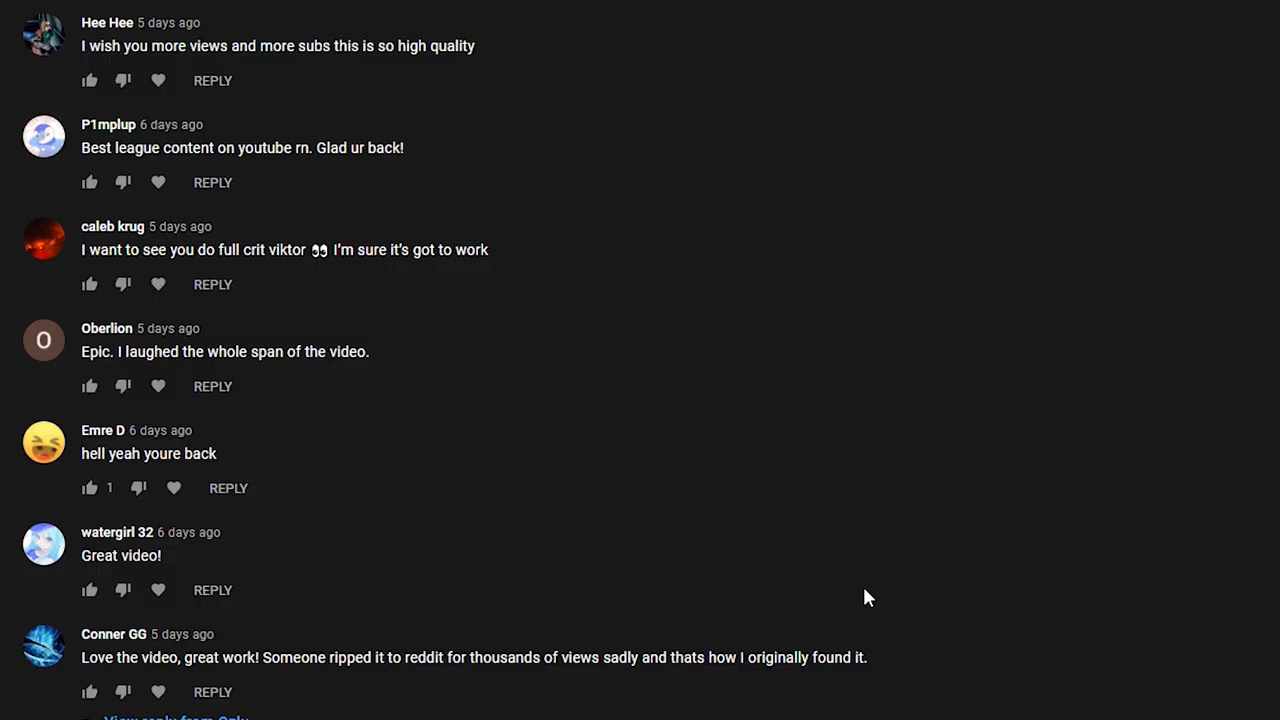 Hee Hee 5 days ago
I wish you more views and more subs this is so high quality
REPLY
P1mplup 6 days ago
Best league content on youtube rn. Glad ur back!
REPLY
caleb krug 5 days ago
I want to see you do full crit viktor 👀 I'm sure it's got to work
REPLY
O
Oberlion 5 days ago
Epic. I laughed the whole span of the video.
REPLY
Emre D 6 days ago
hell yeah youre back
1 REPLY
watergirl 32 6 days ago
Great video!
REPLY
Conner GG 5 days ago
Love the video, great work! Someone ripped it to reddit for thousands of views sadly and thats how I originally found it.
REPLY
View reply from